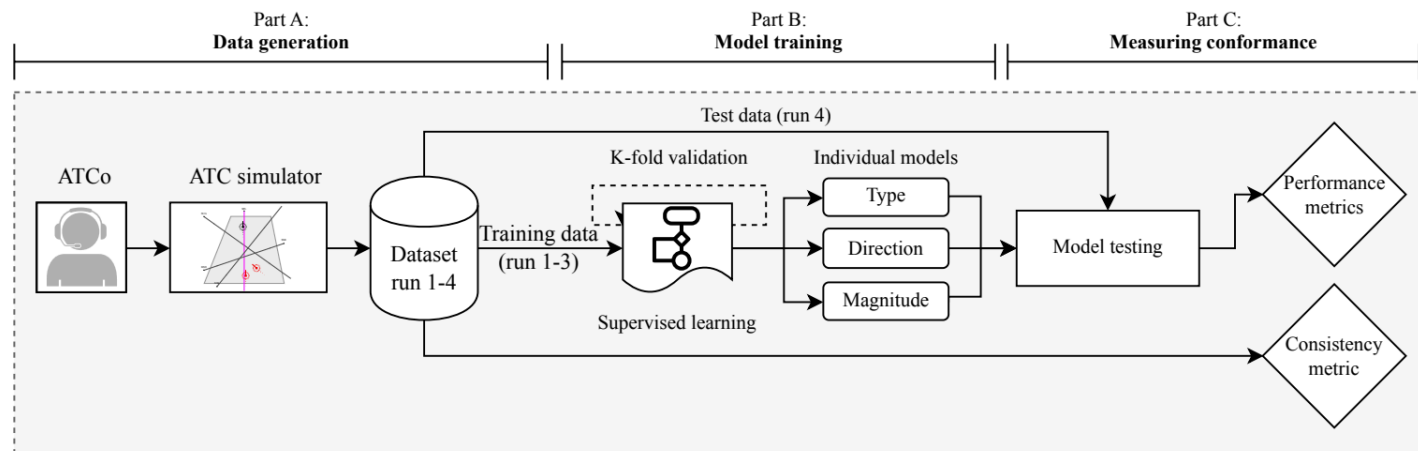 Part A:
Data generation
Part B:
Model training
Part C:
Measuring conformance
Test data (run 4)
K-fold validation
Individual models
ATCo
ATC simulator
Type
Performance
metrics
Training data
(run 1-3)
Dataset
run 1-4
Direction
Model testing
Magnitude
Supervised learning
Consistency
metric